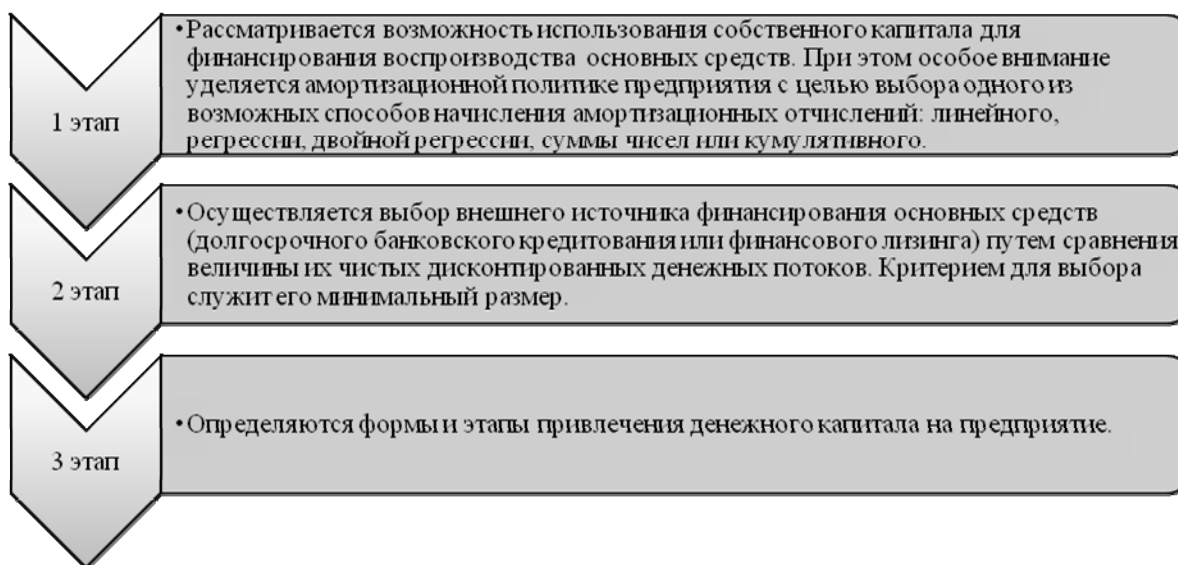 1 этап
•Рассматривается возможность использования собственного капитала для
финансирования воспроизводства основных средств. При этом особое внимание
уделяется амортизационной политике предприятия с целью выбора одного из
возможных способов начисления амортизационных отчислений: линейного,
регрессии, двойной регрессии, суммы чисел или кумулятивного.
2 этап
•Осуществляется выбор внешнего источника финансирования основных средств
(долгосрочного банковского кредитования или финансового лизинга) путем сравнения
величины их чистых дисконтированных денежных потоков. Критерием для выбора
служит его минимальный размер.
3 этап
•Определяются формы и этапы привлечения денежного капитала на предприятие.